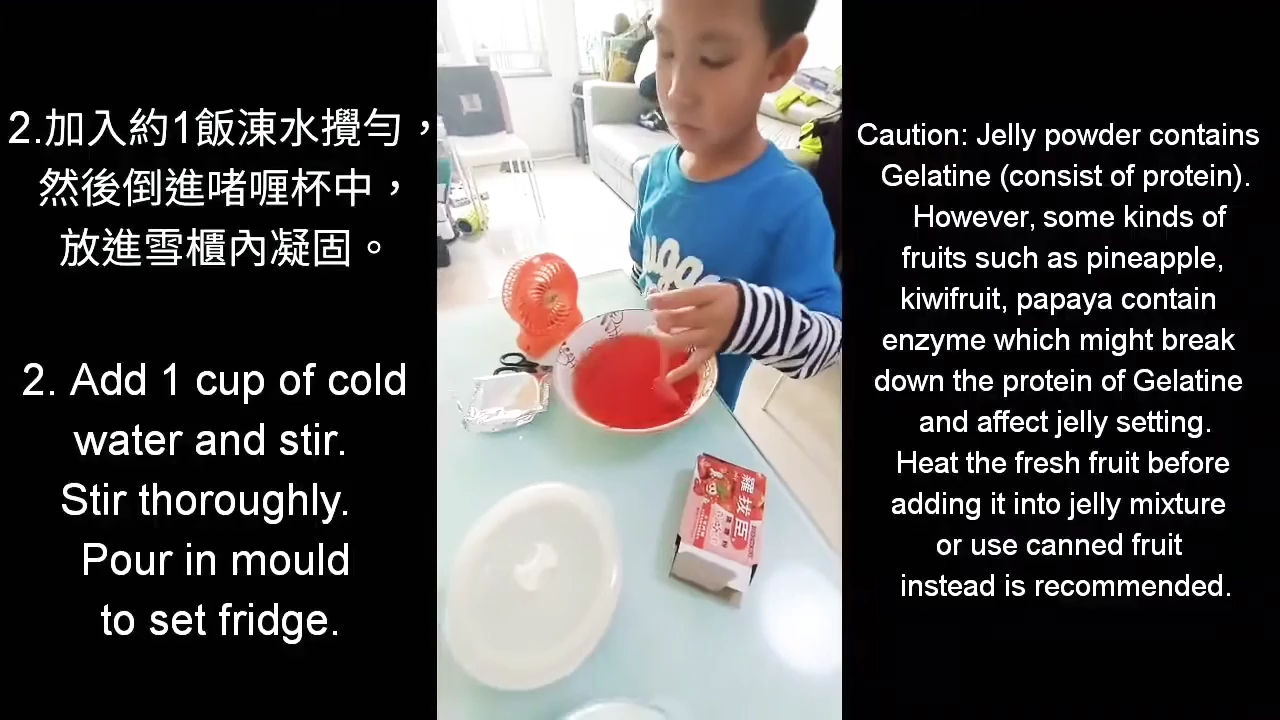 2.加入約1飯涷水攪勻，
然後倒進啫喱杯中，
放進雪櫃內凝固。
2. Add 1 cup of cold
water and stir.
Stir thoroughly.
Pour in mould
to set fridge.
Caution: Jelly powder contains
Gelatine (consist of protein).
However, some kinds of
fruits such as pineapple,
kiwifruit, papaya contain
enzyme which might break
down the protein of Gelatine
and affect jelly setting.
Heat the fresh fruit before
adding it into jelly mixture
or use canned fruit
instead is recommended.